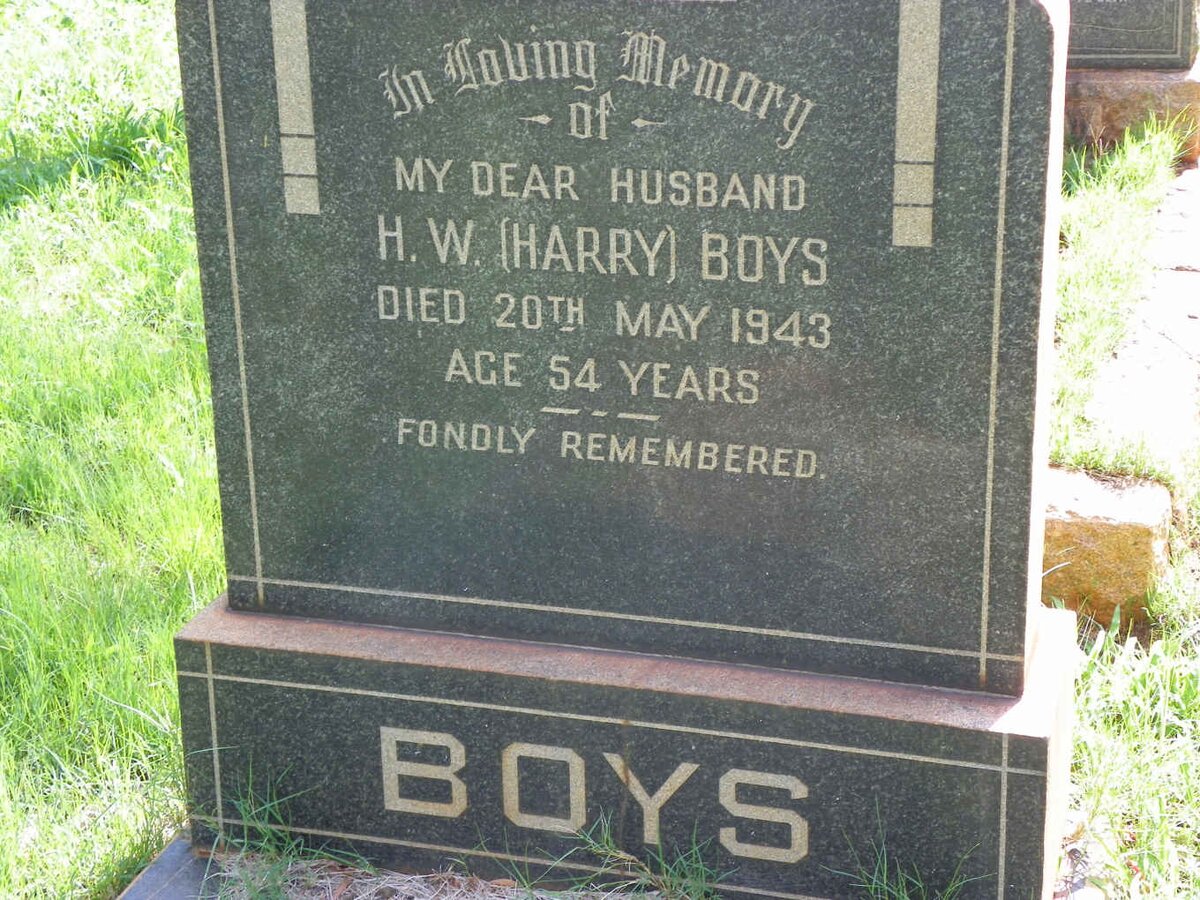 In Loving Memory
of
MY DEAR HUSBAND
H. W. (HARRY) BOYS
DIED 20TH MAY 1943
AGE 54 YEARS
FONDLY REMEMBERED.
BOYS